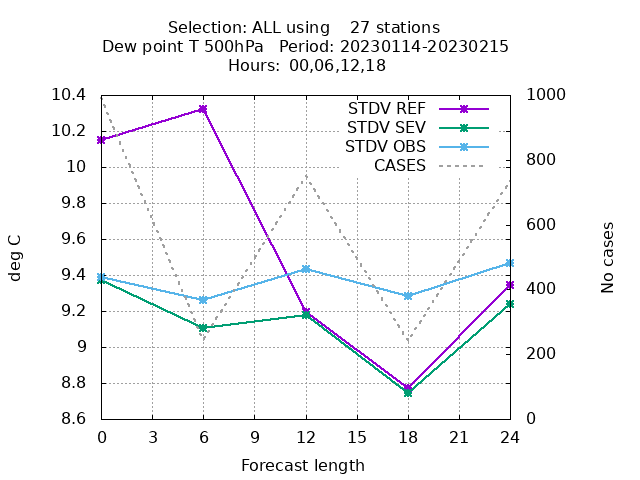 Selection: ALL using    27 stations
Dew point T 500hPa   Period: 20230114-20230215
Hours: 00,06,12,18
STDV REF
STDV SEV
STDV OBS
CASES
10.4
10.2
10
9.8
9.6
9.4
9.2
9
8.8
8.6
1000
800
600
400
200
0
deg C
No cases
0 3 6 9 12 15 18 21 24
Forecast length